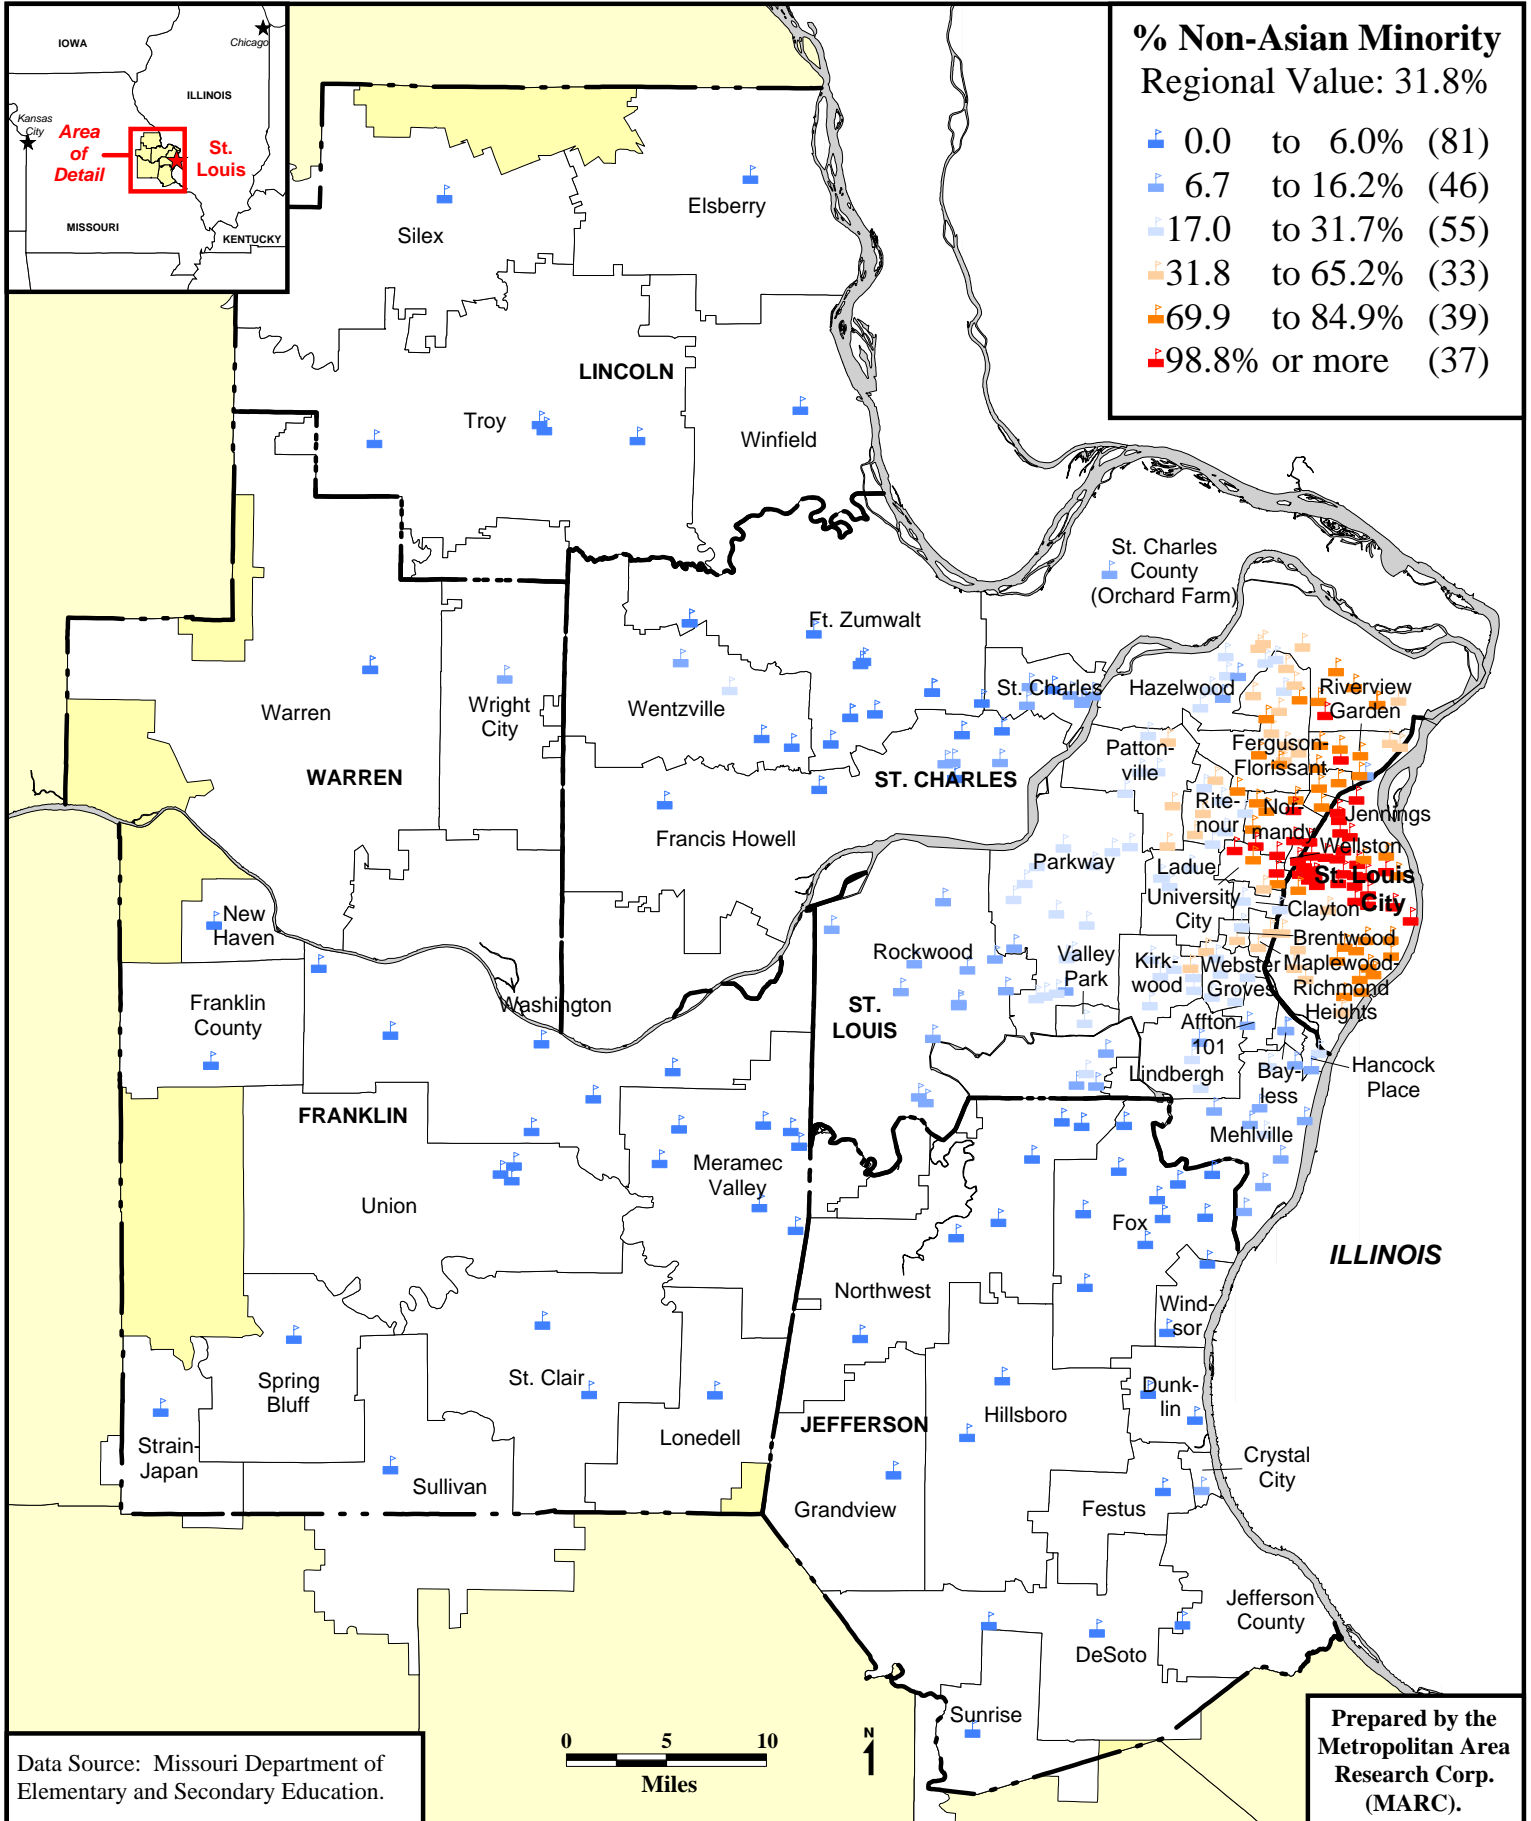 IOWA
Chicago
ILLINOIS
Kansas
City
Area
of
Detail
St.
Louis
MISSOURI
KENTUCKY
% Non-Asian Minority
Regional Value: 31.8%
0.0 to 6.0% (81)
6.7 to 16.2% (46)
17.0 to 31.7% (55)
31.8 to 65.2% (33)
69.9 to 84.9% (39)
98.8% or more (37)
Elsberry
Silex
LINCOLN
Troy
Winfield
St. Charles
County
(Orchard Farm)
Ft. Zumwalt
St. Charles
Hazelwood
Riverview
Garden
Warren
Wright
City
Wentzville
Patton-
ville
Ferguson-
Florissant
WARREN
ST. CHARLES
Rite-
nour
Nor-
mandy
Jennings
Francis Howell
Wellston
Parkway
Ladue
St. Louis
City
University
City
Clayton
New
Haven
Brentwood
Rockwood
Valley
Park
Kirk-
wood
Webster
Groves
Maplewood-
Richmond
Heights
Franklin
County
Washington
ST.
LOUIS
Affton
101
Lindbergh
Bay-
less
Hancock
Place
FRANKLIN
Mehlville
Meramec
Valley
Union
Fox
ILLINOIS
Northwest
Wind-
sor
Spring
Bluff
St. Clair
Dunk-
lin
Hillsboro
JEFFERSON
Lonedell
Strain-
Japan
Sullivan
Crystal
City
Grandview
Festus
Jefferson
County
DeSoto
Sunrise
Data Source: Missouri Department of
Elementary and Secondary Education.
0 5 10
Miles
N
Prepared by the
Metropolitan Area
Research Corp.
(MARC).